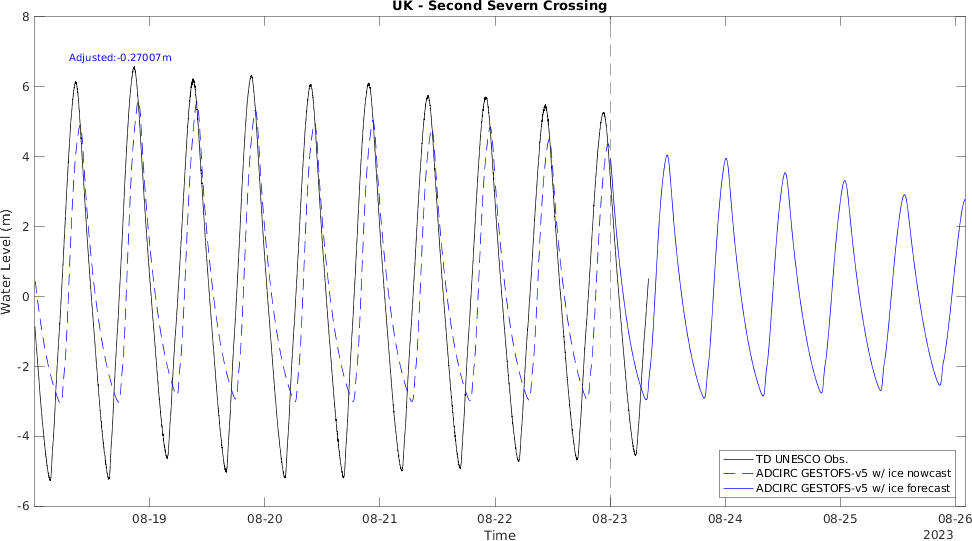 UK - Second Severn Crossing
8
6
4
2
0
-2
-4
-6
Water Level (m)
Adjusted:-0.27007m
TD UNESCO Obs.
ADCIRC GESTOFS-v5 w/ ice nowcast
ADCIRC GESTOFS-v5 w/ ice forecast
08-19 08-20 08-21 08-22 08-23 08-24 08-25 08-26
Time
2023